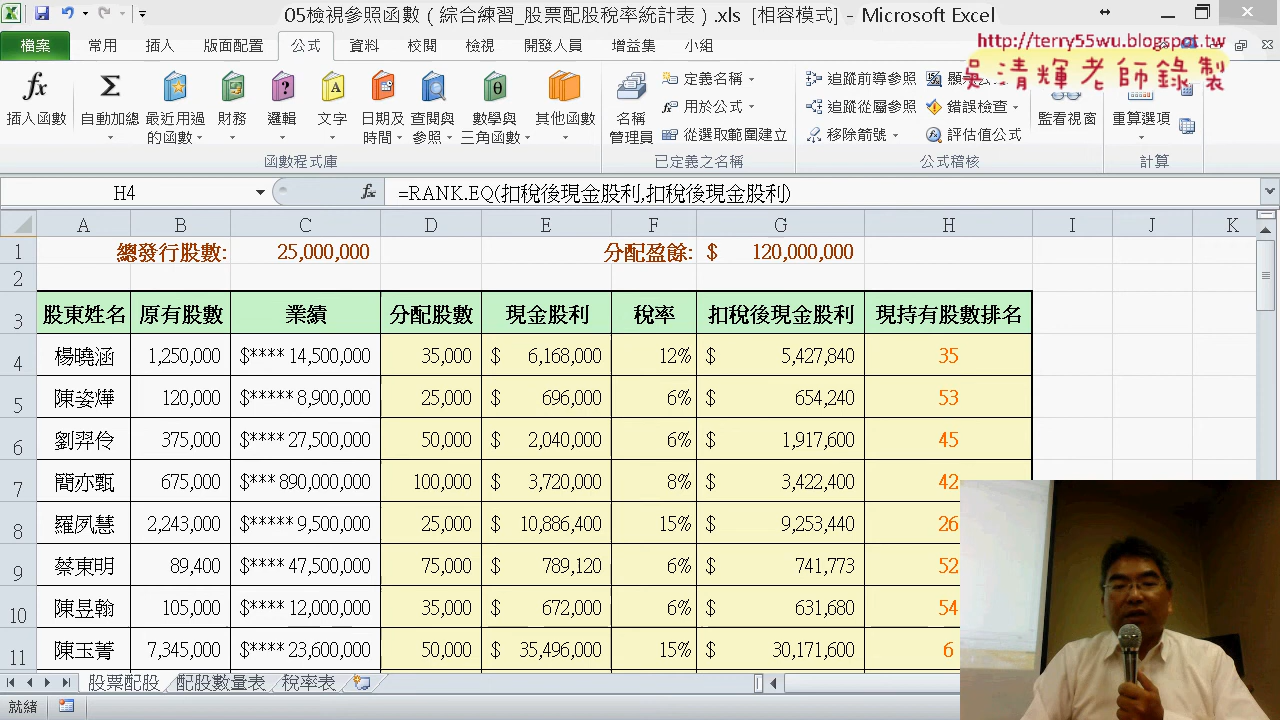 05檢視參照函數(綜合練習_股票配股稅率統計表).xls [相容模式] - Microsoft Excel
檔案 常用 插入 版面配置 公式 資料 校閱 檢視 開發人員 增益集 小組
http://terry55wu.blogspot.tw
吳清輝老師錄製
fx Σ θ
插入函數 自動加總 最近用過的函數 財務 邏輯 文字 日期及時間 查閱與參照 數學與三角函數 其他函數
名稱管理員 定義名稱 用於公式 從選取範圍建立
追蹤前導參照 追蹤從屬參照 移除箭號 錯誤檢查 評估值公式 監看視窗 重算選項
函數程式庫 已定義之名稱 公式稽核 計算
H4 fx =RANK.EQ(扣稅後現金股利,扣稅後現金股利)
A B C D E F G H I J K
1 總發行股數: 25,000,000 分配盈餘: $ 120,000,000
2
3 股東姓名 原有股數 業績 分配股數 現金股利 稅率 扣稅後現金股利 現持有股數排名
4 楊曉涵 1,250,000 $**** 14,500,000 35,000 $ 6,168,000 12% $ 5,427,840 35
5 陳姿燁 120,000 $***** 8,900,000 25,000 $ 696,000 6% $ 654,240 53
6 劉羿伶 375,000 $**** 27,500,000 50,000 $ 2,040,000 6% $ 1,917,600 45
7 簡亦甄 675,000 $*** 890,000,000 100,000 $ 3,720,000 8% $ 3,422,400 42
8 羅夙慧 2,243,000 $***** 9,500,000 25,000 $ 10,886,400 15% $ 9,253,440 26
9 蔡東明 89,400 $**** 47,500,000 75,000 $ 789,120 6% $ 741,773 52
10 陳昱翰 105,000 $**** 12,000,000 35,000 $ 672,000 6% $ 631,680 54
11 陳玉菁 7,345,000 $**** 23,600,000 50,000 $ 35,496,000 15% $ 30,171,600 6
股票配股 配股數量表 稅率表
就緒